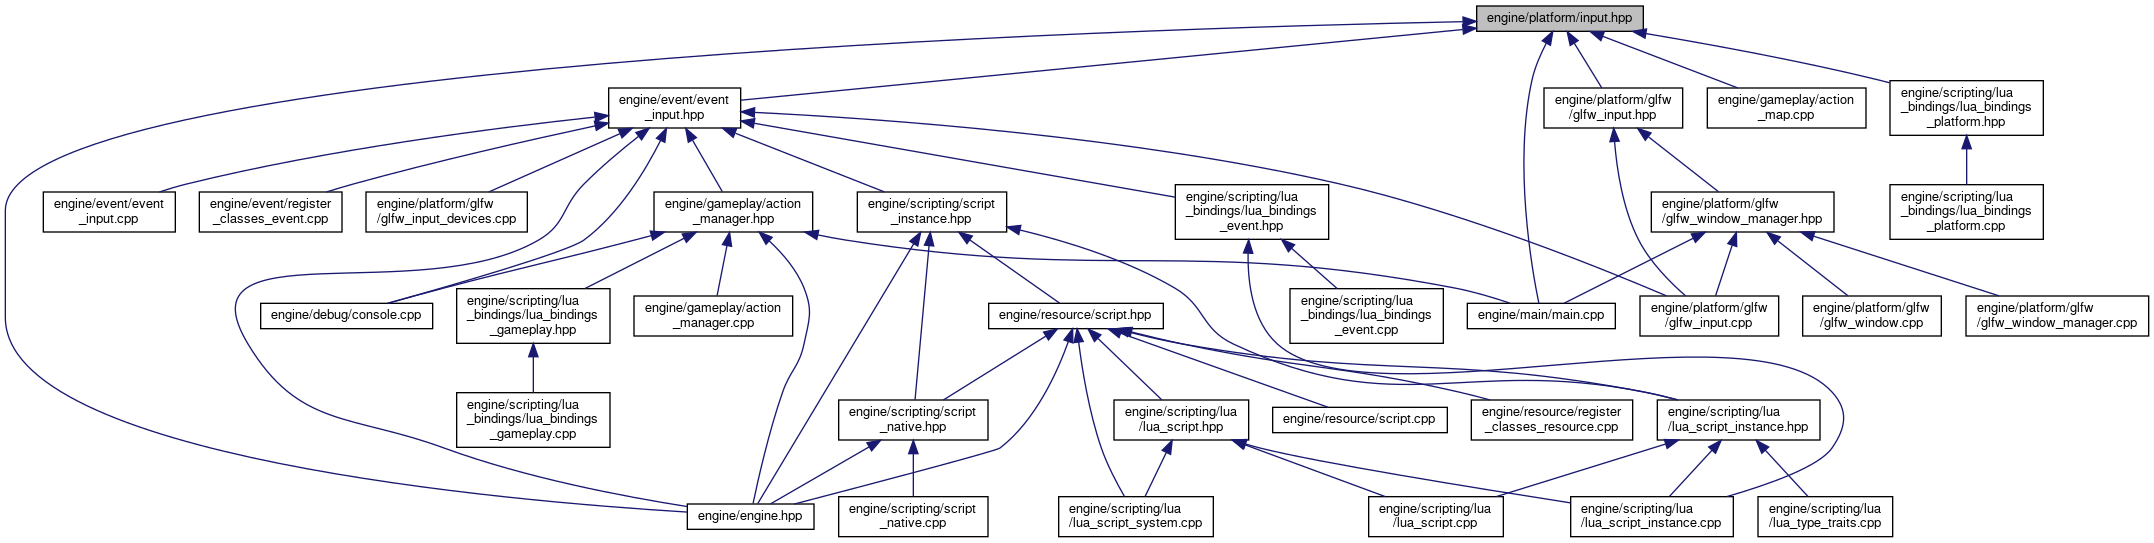 engine/platform/input.hpp
engine/event/event
_input.hpp
engine/platform/glfw
/glfw_input.hpp
engine/gameplay/action
_map.cpp
engine/scripting/lua
_bindings/lua_bindings
_platform.hpp
engine/event/event
_input.cpp
engine/event/register
_classes_event.cpp
engine/platform/glfw
/glfw_input_devices.cpp
engine/gameplay/action
_manager.hpp
engine/scripting/script
_instance.hpp
engine/scripting/lua
_bindings/lua_bindings
_event.hpp
engine/platform/glfw
/glfw_window_manager.hpp
engine/scripting/lua
_bindings/lua_bindings
_platform.cpp
engine/debug/console.cpp
engine/scripting/lua
_bindings/lua_bindings
_gameplay.hpp
engine/gameplay/action
_manager.cpp
engine/resource/script.hpp
engine/scripting/lua
_bindings/lua_bindings
_event.cpp
engine/main/main.cpp
engine/platform/glfw
/glfw_input.cpp
engine/platform/glfw
/glfw_window.cpp
engine/platform/glfw
/glfw_window_manager.cpp
engine/scripting/lua
_bindings/lua_bindings
_gameplay.cpp
engine/scripting/script
_native.hpp
engine/scripting/lua
/lua_script.hpp
engine/resource/script.cpp
engine/resource/register
_classes_resource.cpp
engine/scripting/lua
/lua_script_instance.hpp
engine/engine.hpp
engine/scripting/script
_native.cpp
engine/scripting/lua
/lua_script_system.cpp
engine/scripting/lua
/lua_script.cpp
engine/scripting/lua
/lua_script_instance.cpp
engine/scripting/lua
/lua_type_traits.cpp